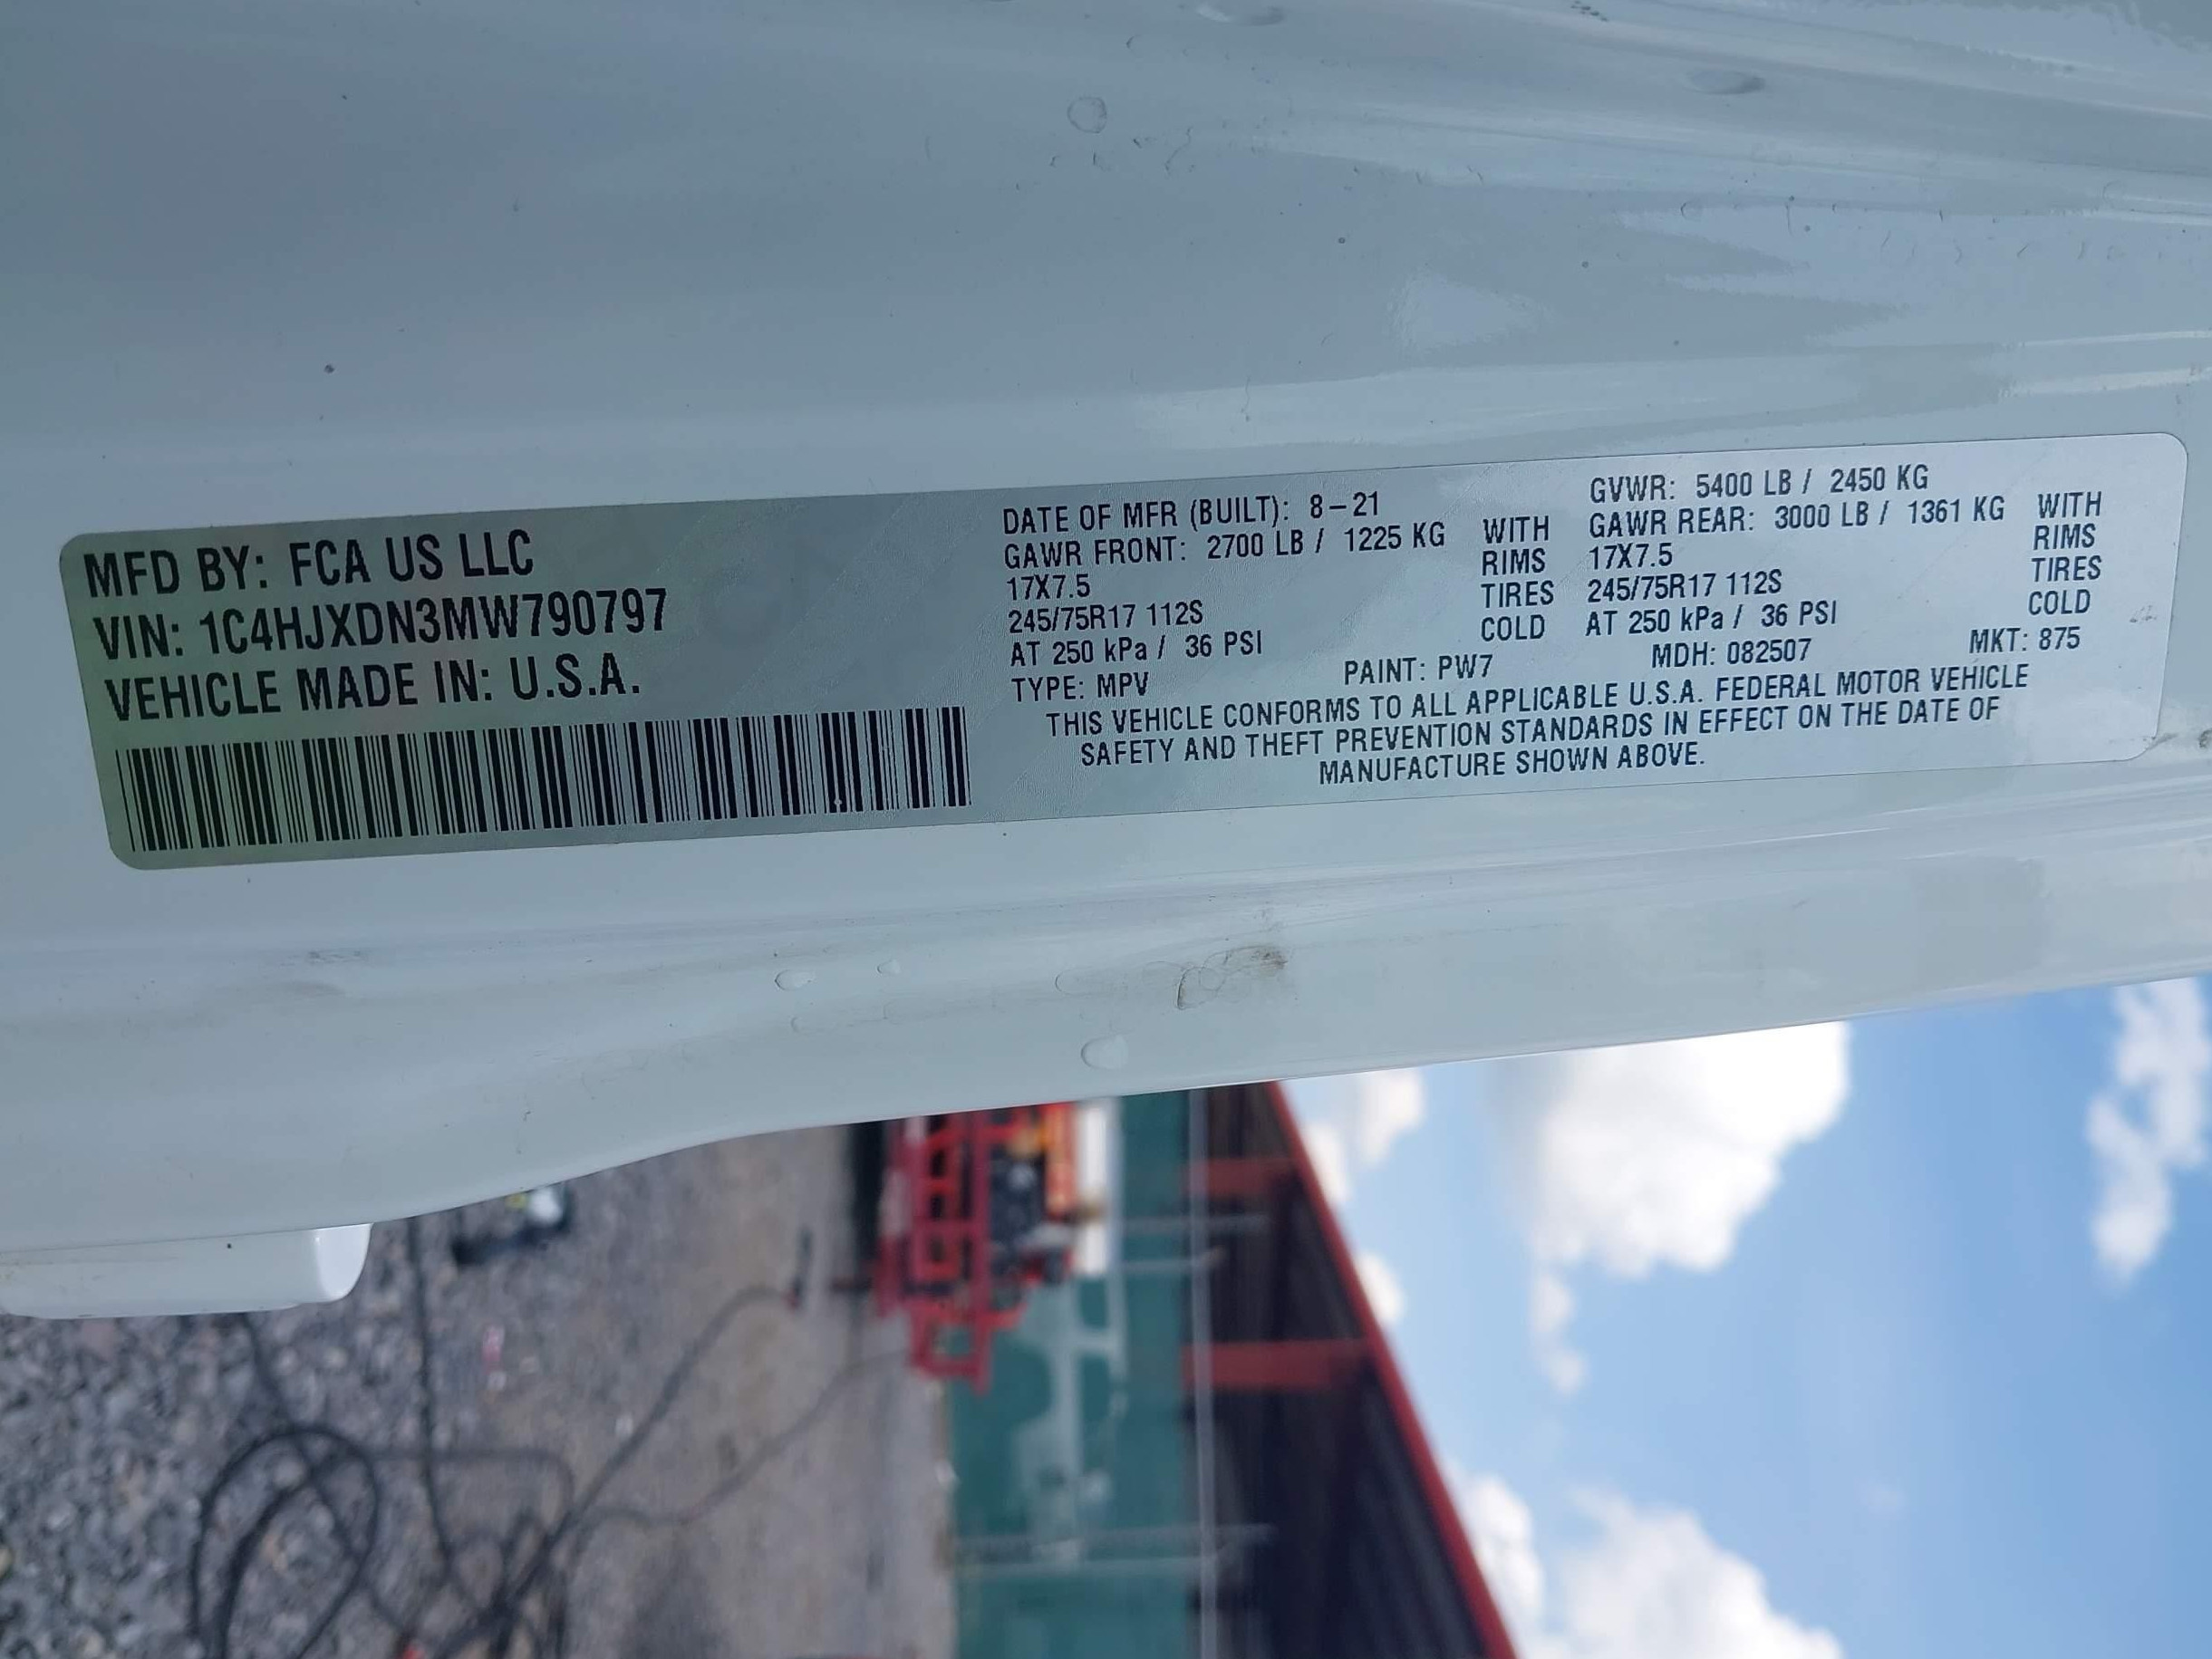 MFD BY: FCA US LLC
VIN: 1C4HJXDN3MW790797
VEHICLE MADE IN: U.S.A.
DATE OF MFR (BUILT): 8-21 GVWR: 5400 LB / 2450 KG
GAWR FRONT: 2700 LB / 1225 KG WITH GAWR REAR: 3000 LB / 1361 KG WITH
17X7.5 RIMS 17X7.5 RIMS
245/75R17 112S TIRES 245/75R17 112S TIRES
AT 250 kPa / 36 PSI COLD AT 250 kPa / 36 PSI COLD
TYPE: MPV PAINT: PW7 MDH: 082507 MKT: 875
THIS VEHICLE CONFORMS TO ALL APPLICABLE U.S.A. FEDERAL MOTOR VEHICLE
SAFETY AND THEFT PREVENTION STANDARDS IN EFFECT ON THE DATE OF
MANUFACTURE SHOWN ABOVE.